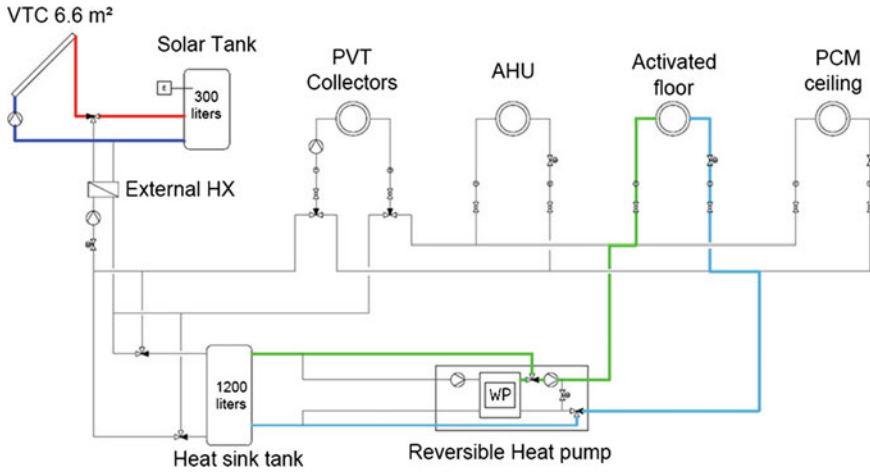 VTC 6.6 m²
Solar Tank
300
liters
PVT
Collectors
AHU
Activated
floor
PCM
ceiling
External HX
1200
liters
WP
Heat sink tank
Reversible Heat pump